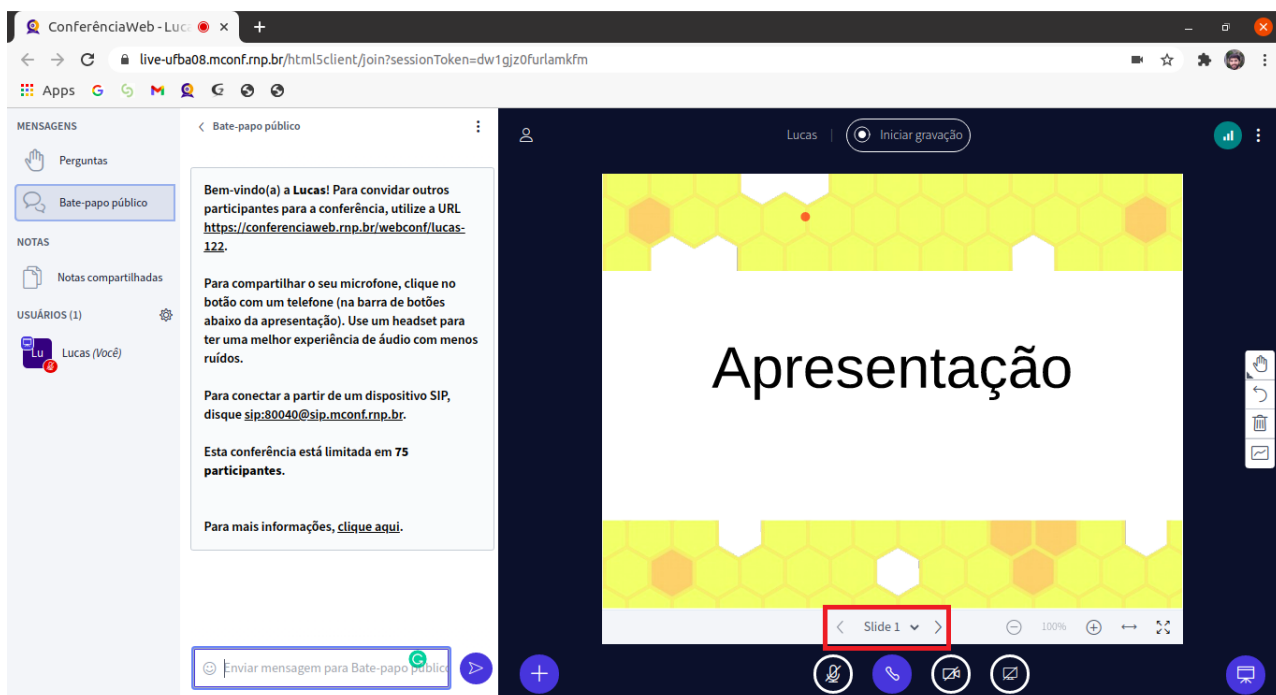 ConferênciaWeb - Luca
live-ufba08.mconf.rnp.br/html5client/join?sessionToken=dw1gjz0furlamkfm
Apps
MENSAGENS
Perguntas
Bate-papo público
NOTAS
Notas compartilhadas
USUÁRIOS (1)
Lu
Lucas (Você)
Bate-papo público
Bem-vindo(a) a Lucas! Para convidar outros
participantes para a conferência, utilize a URL
https://conferenciaweb.rnp.br/webconf/lucas-
122.
Para compartilhar o seu microfone, clique no
botão com um telefone (na barra de botões
abaixo da apresentação). Use um headset para
ter uma melhor experiência de áudio com menos
ruídos.
Para conectar a partir de um dispositivo SIP,
disque sip:80040@sip.mconf.rnp.br.
Esta conferência está limitada em 75
participantes.
Para mais informações, clique aqui.
Enviar mensagem para Bate-papo público
Lucas | Iniciar gravação
Apresentação
Slide 1
100%